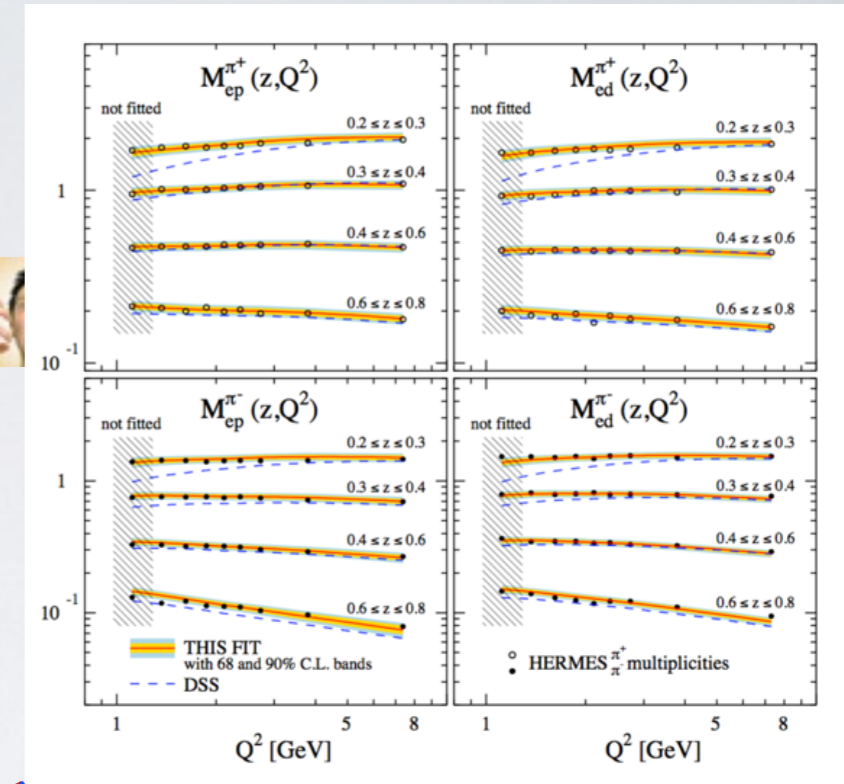 M_ep^π+ (z,Q²)
not fitted
0.2 ≤ z ≤ 0.3
0.3 ≤ z ≤ 0.4
0.4 ≤ z ≤ 0.6
0.6 ≤ z ≤ 0.8
1
10 -1
M_ed^π+ (z,Q²)
not fitted
0.2 ≤ z ≤ 0.3
0.3 ≤ z ≤ 0.4
0.4 ≤ z ≤ 0.6
0.6 ≤ z ≤ 0.8
M_ep^π- (z,Q²)
not fitted
0.2 ≤ z ≤ 0.3
0.3 ≤ z ≤ 0.4
0.4 ≤ z ≤ 0.6
0.6 ≤ z ≤ 0.8
1
10 -1
THIS FIT
with 68 and 90% C.L. bands
DSS
1 5 8
Q² [GeV]
M_ed^π- (z,Q²)
not fitted
0.2 ≤ z ≤ 0.3
0.3 ≤ z ≤ 0.4
0.4 ≤ z ≤ 0.6
0.6 ≤ z ≤ 0.8
HERMES π+ π- multiplicities
1 5 8
Q² [GeV]